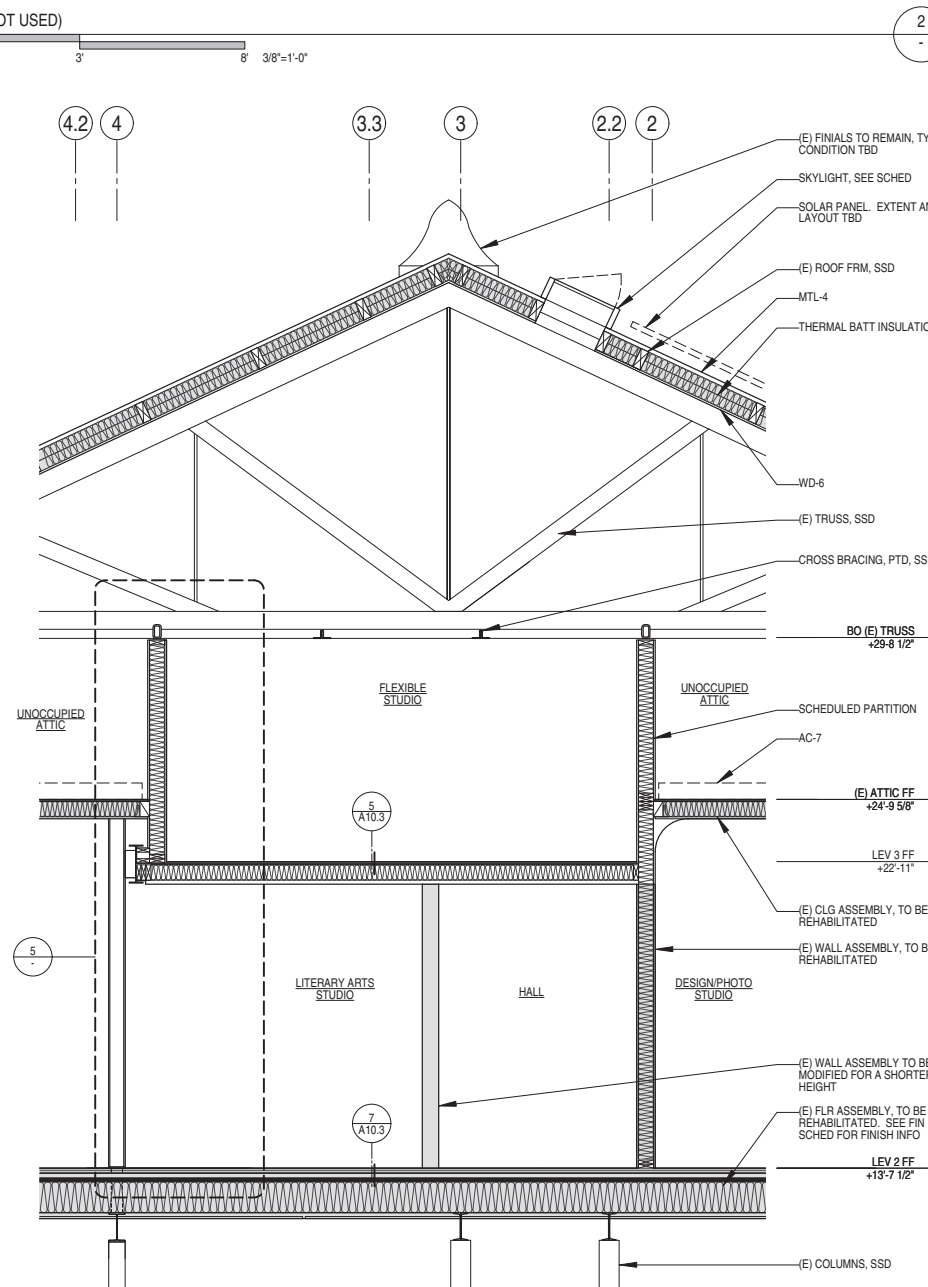 OT USED)
2
-
3'
8'
3/8"=1'-0"
4.2
4
3.3
3
2.2
2
(E) FINIALS TO REMAIN, TY
CONDITION TBD
SKYLIGHT, SEE SCHED
SOLAR PANEL. EXTENT AN
LAYOUT TBD
(E) ROOF FRM, SSD
MTL-4
THERMAL BATT INSULATIO
WD-6
(E) TRUSS, SSD
CROSS BRACING, PTD, SS
BO (E) TRUSS
+29-8 1/2"
FLEXIBLE
STUDIO
UNOCCUPIED
ATTIC
UNOCCUPIED
ATTIC
SCHEDULED PARTITION
AC-7
(E) ATTIC FF
+24'-9 5/8"
5
A10.3
LEV 3 FF
+22'-11"
(E) CLG ASSEMBLY, TO BE
REHABILITATED
(E) WALL ASSEMBLY, TO B
REHABILITATED
5
-
LITERARY ARTS
STUDIO
HALL
DESIGN/PHOTO
STUDIO
(E) WALL ASSEMBLY TO BE
MODIFIED FOR A SHORTER
HEIGHT
7
A10.3
(E) FLR ASSEMBLY, TO BE
REHABILITATED. SEE FIN
SCHED FOR FINISH INFO
LEV 2 FF
+13'-7 1/2"
(E) COLUMNS, SSD